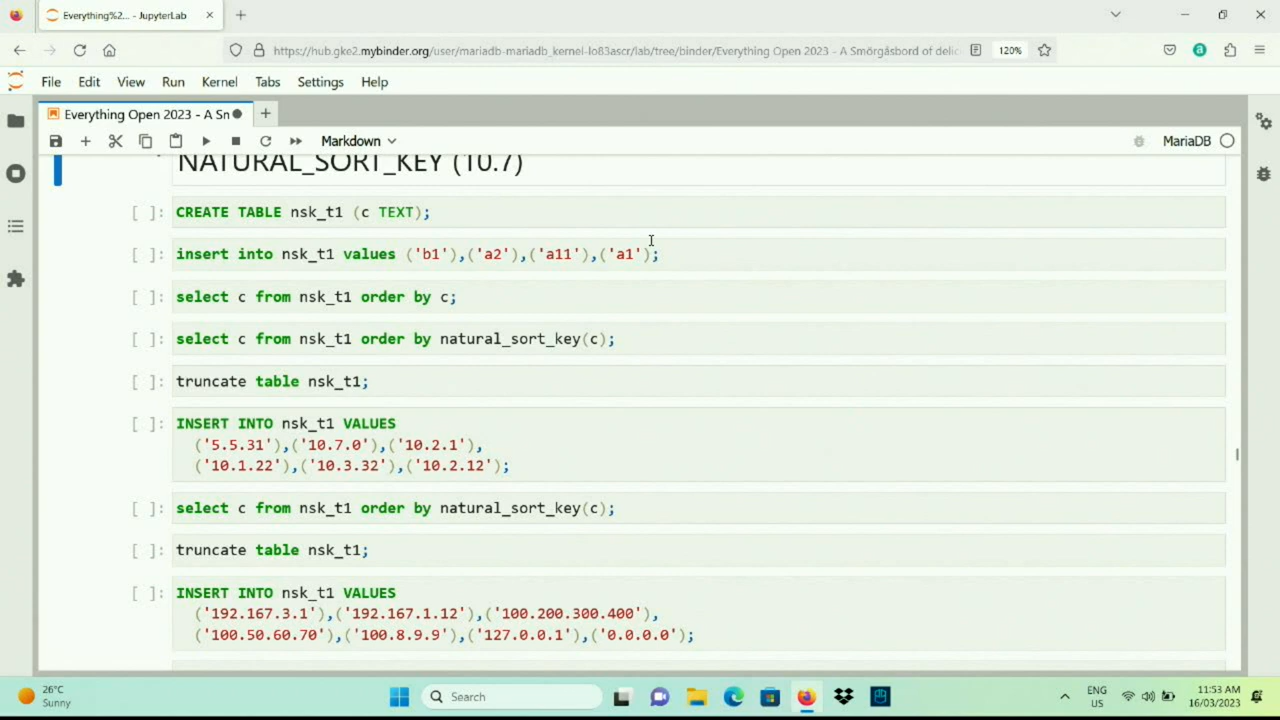 Everything%2... - JupyterLab
https://hub.gke2.mybinder.org/user/mariadb-mariadb_kernel-lo83ascr/lab/tree/binder/Everything Open 2023 - A Smörgåsbord of delic
120%
File Edit View Run Kernel Tabs Settings Help
Everything Open 2023 - A Sn
Markdown
MariaDB
NATURAL_SORT_KEY (10.7)
[ ]: CREATE TABLE nsk_t1 (c TEXT);
[ ]: insert into nsk_t1 values ('b1'),('a2'),('a11'),('a1');
[ ]: select c from nsk_t1 order by c;
[ ]: select c from nsk_t1 order by natural_sort_key(c);
[ ]: truncate table nsk_t1;
[ ]: INSERT INTO nsk_t1 VALUES
('5.5.31'),('10.7.0'),('10.2.1'),
('10.1.22'),('10.3.32'),('10.2.12');
[ ]: select c from nsk_t1 order by natural_sort_key(c);
[ ]: truncate table nsk_t1;
[ ]: INSERT INTO nsk_t1 VALUES
('192.167.3.1'),('192.167.1.12'),('100.200.300.400'),
('100.50.60.70'),('100.8.9.9'),('127.0.0.1'),('0.0.0.0');
26°C
Sunny
Search
ENG
US
11:53 AM
16/03/2023